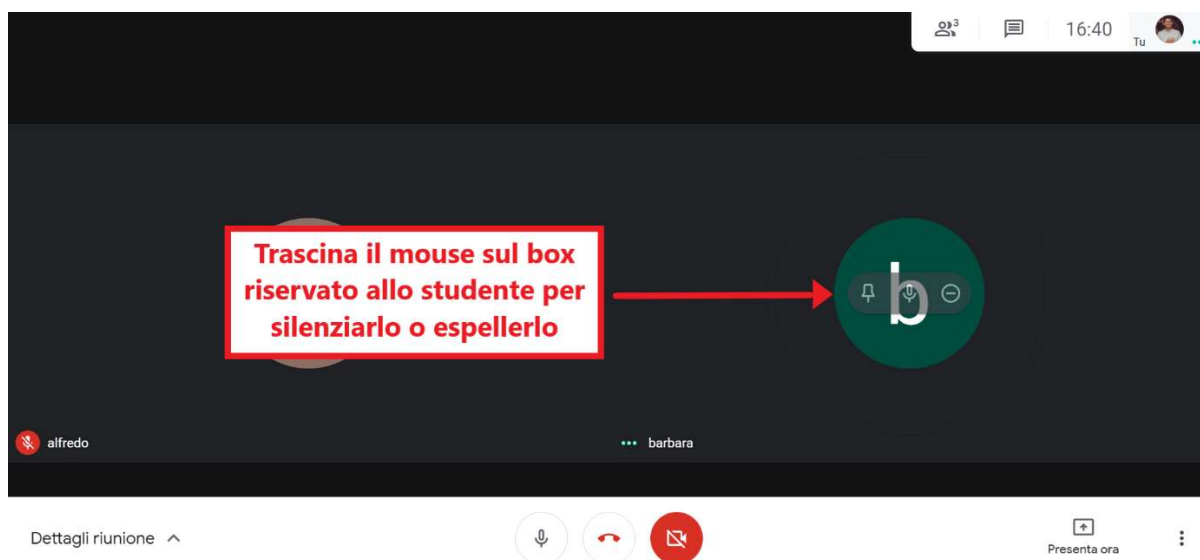 3
16:40
Tu
Trascina il mouse sul box
riservato allo studente per
silenziarlo o espellerlo
b
alfredo
barbara
Dettagli riunione
Presenta ora